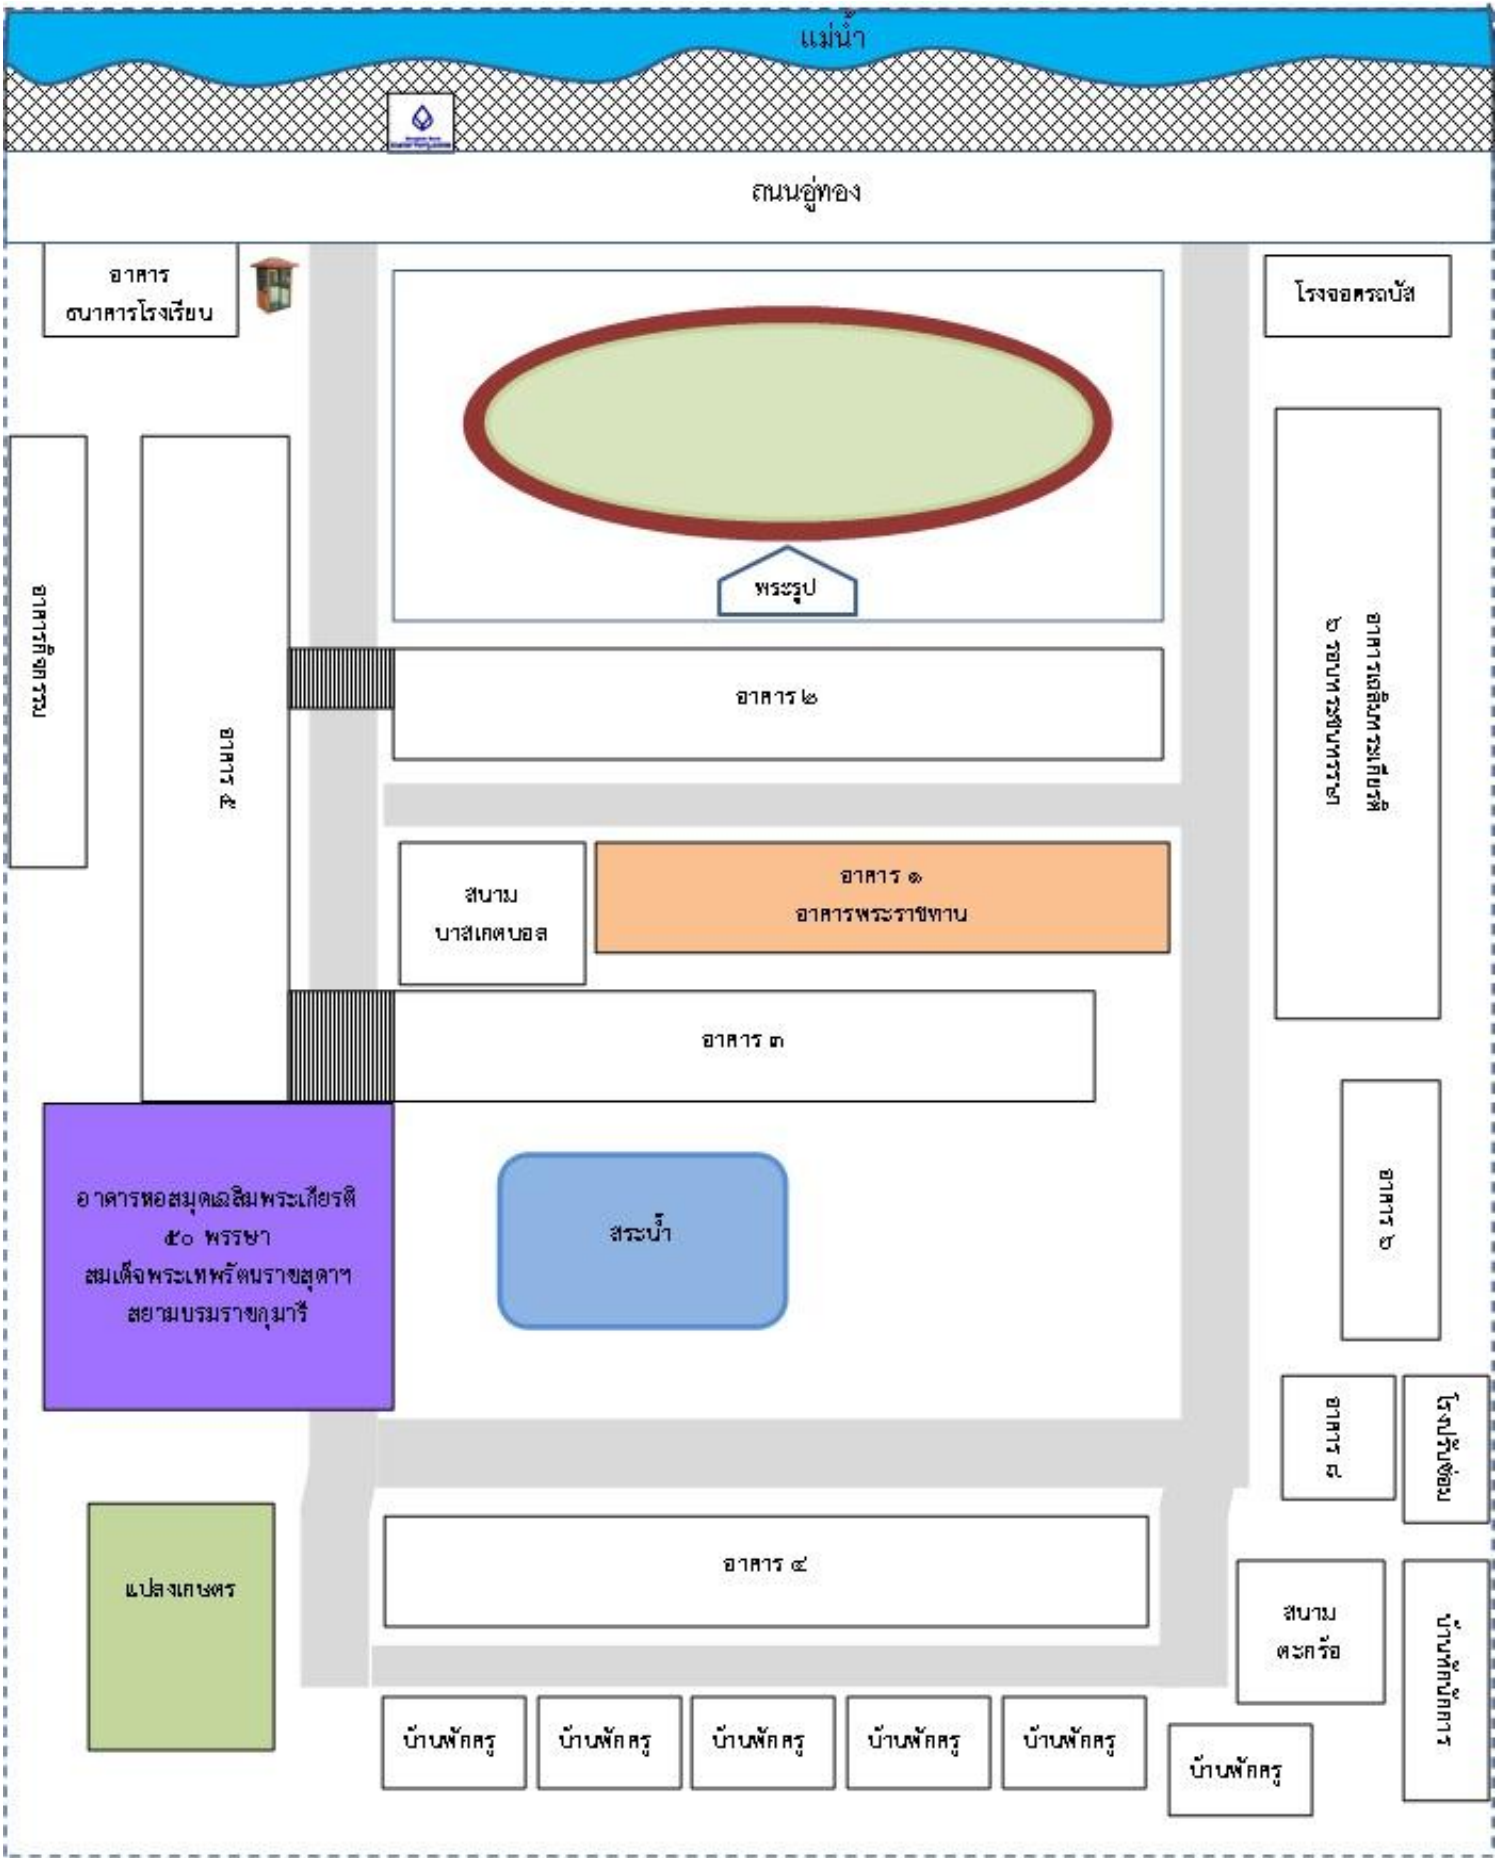 แม่น้ำ
ถนนอู่ทอง
อาคาร
ธนาคารโรงเรียน
โรงจอดรถบัส
พระรูป
อาคารกิจกรรม
อาคาร ๕
อาคาร ๒
อาคารเฉลิมพระเกียรติ
๖ รอบพระชันษา
สนาม
บาสเกตบอล
อาคาร ๑
อาคารพระราชทาน
อาคาร ๓
อาคารหอสมุดเฉลิมพระเกียรติ
๕๐ พรรษา
สมเด็จพระเทพรัตนราชสุดาฯ
สยามบรมราชกุมารี
สระน้ำ
อาคาร ๖
อาคาร ๘
โรงปรับซ่อม
แปลงเกษตร
อาคาร ๔
สนาม
ตะกร้อ
บ้านพักนักการ
บ้านพักครู
บ้านพักครู
บ้านพักครู
บ้านพักครู
บ้านพักครู
บ้านพักครู